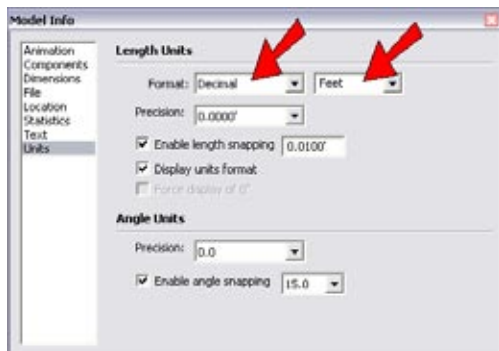 Model Info
Animation
Components
Dimensions
File
Location
Statistics
Text
Units
Length Units
Format: Decimal Feet
Precision: 0.0000'
Enable length snapping 0.0100'
Display units format
Force display of 0"
Angle Units
Precision: 0.0
Enable angle snapping 15.0